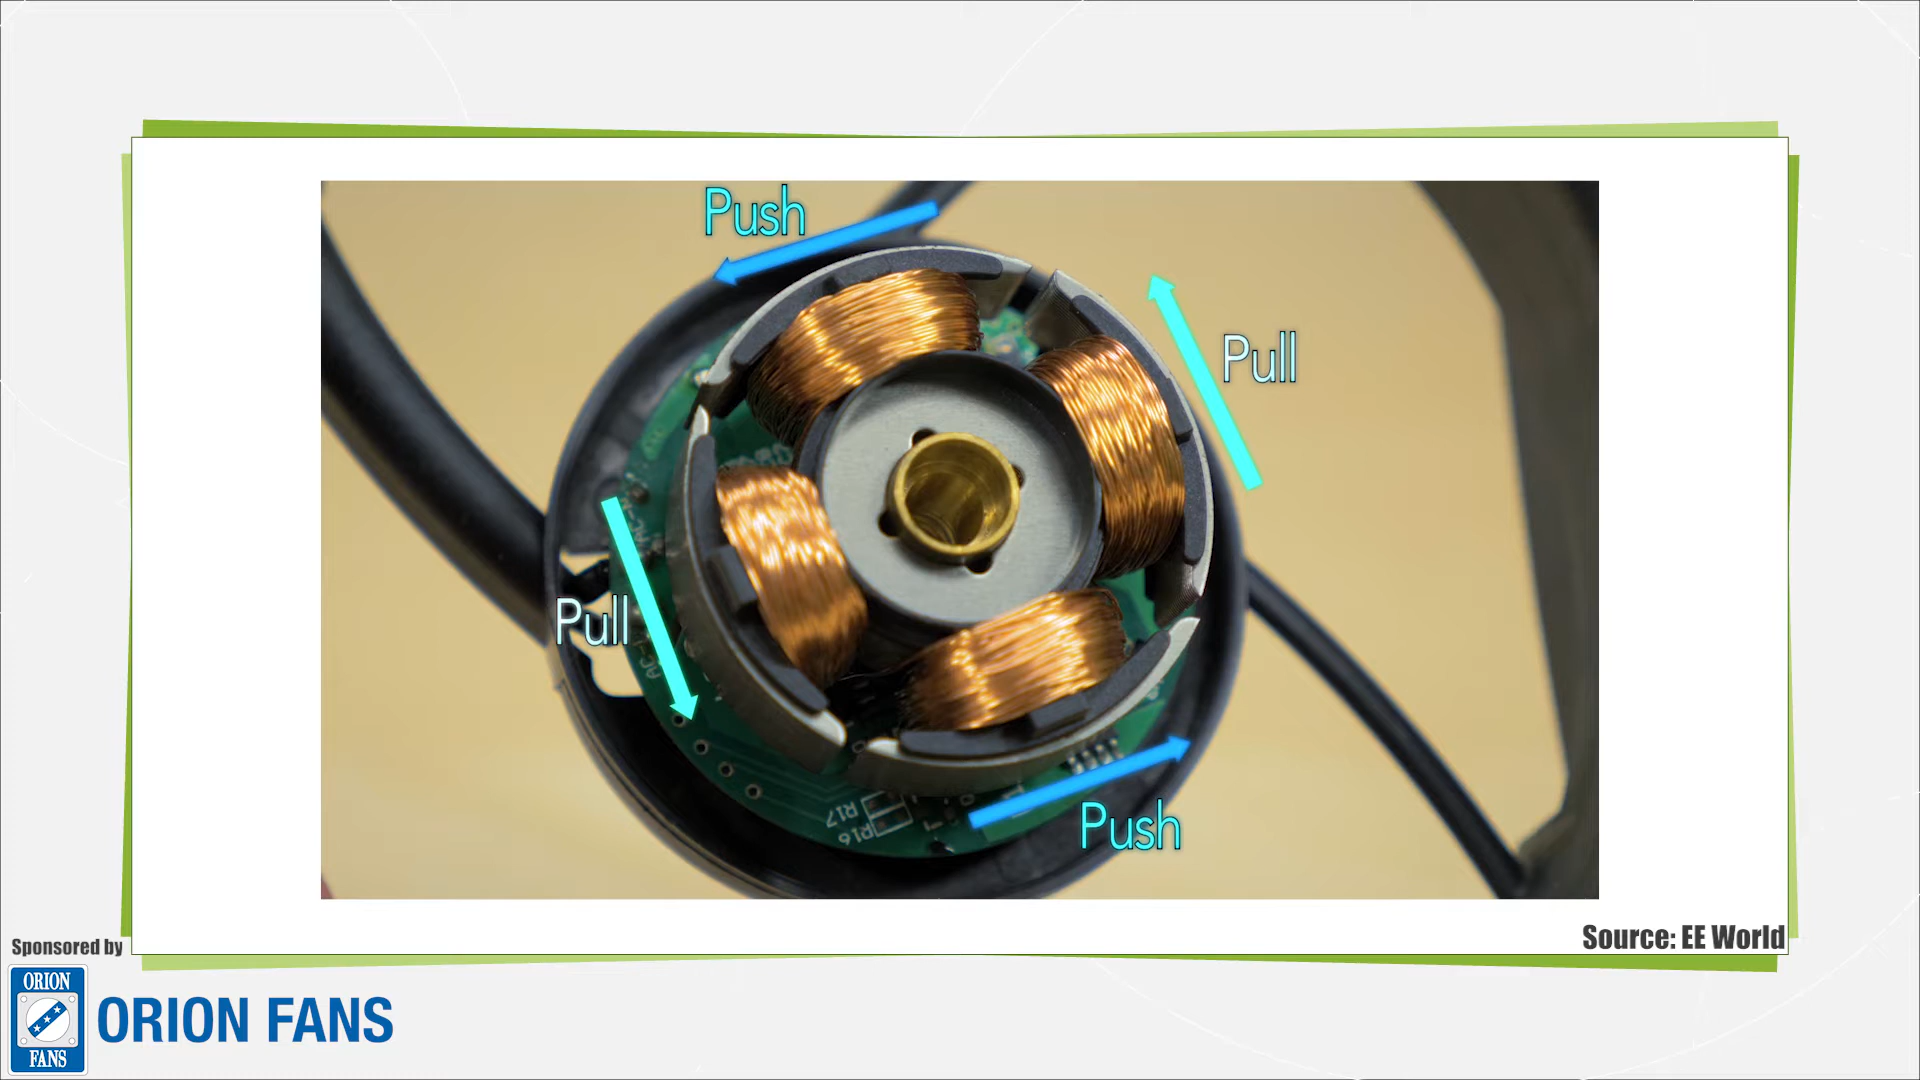 Push
Pull
Pull
R17
R16
Push
Source: EE World
Sponsored by
ORION
FANS
ORION FANS